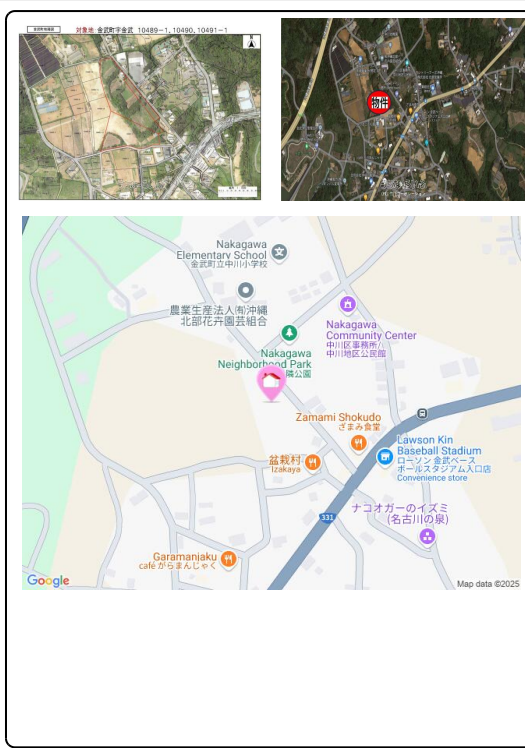 対象地:金武町字金武 10489-1,10490,10491-1
N
物件
Nakagawa
Elementary School
金武町立中川小学校
農業生産法人㈲沖縄
北部花卉園芸組合
Nakagawa
Community Center
中川区事務所/
中川地区公民館
Nakagawa
Neighborhood Park
隣公園
Zamami Shokudo
ざまみ食堂
Lawson Kin
Baseball Stadium
ローソン 金武ベース
ボールスタジアム入口店
Convenience store
盆栽村
Izakaya
331
ナコオガーのイズミ
(名古川の泉)
Garamanjaku
café がらまんじゃく
Google
Map data ©2025